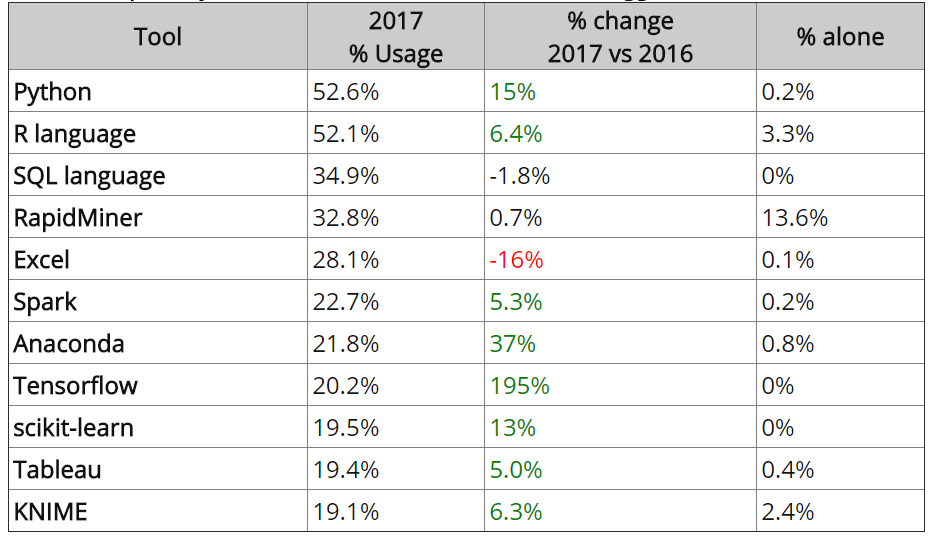 Tool 2017 % Usage % change 2017 vs 2016 % alone
Python 52.6% 15% 0.2%
R language 52.1% 6.4% 3.3%
SQL language 34.9% -1.8% 0%
RapidMiner 32.8% 0.7% 13.6%
Excel 28.1% -16% 0.1%
Spark 22.7% 5.3% 0.2%
Anaconda 21.8% 37% 0.8%
Tensorflow 20.2% 195% 0%
scikit-learn 19.5% 13% 0%
Tableau 19.4% 5.0% 0.4%
KNIME 19.1% 6.3% 2.4%